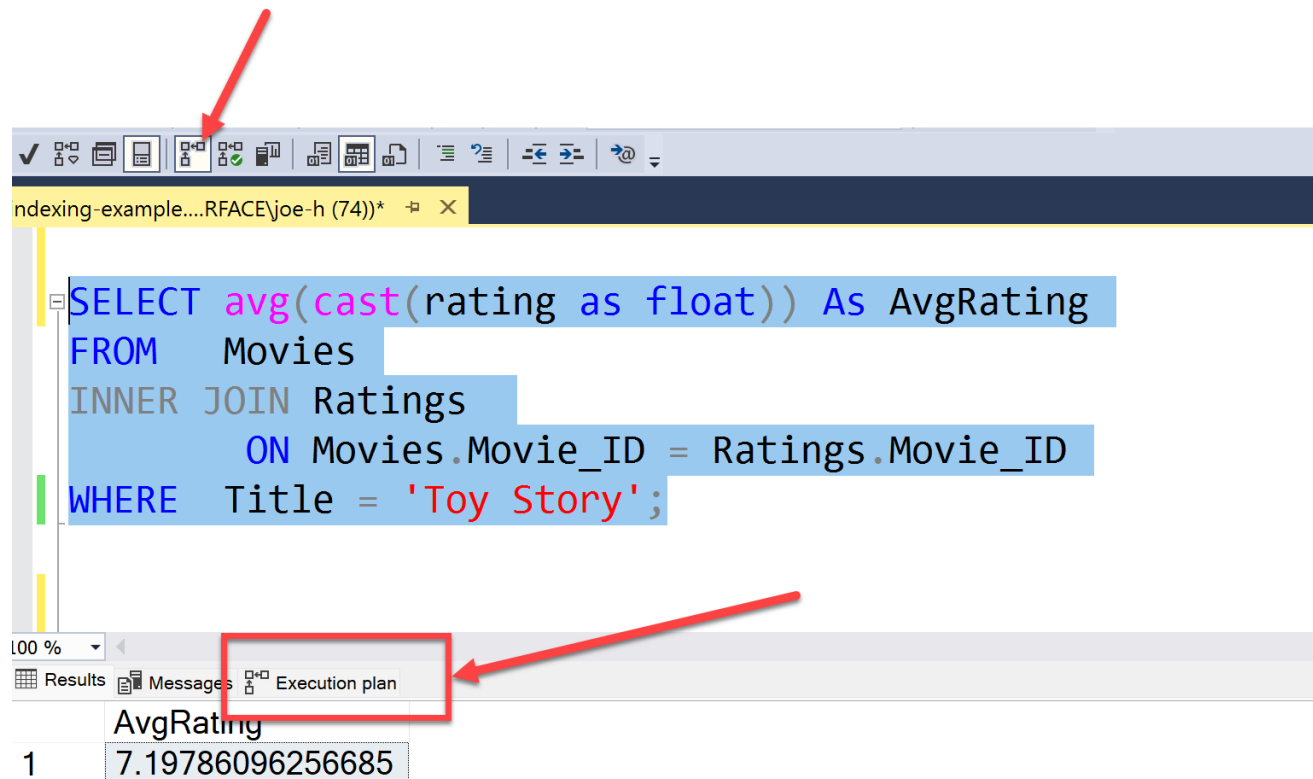 indexing-example....RFACE\joe-h (74))*
SELECT avg(cast(rating as float)) As AvgRating
FROM Movies
INNER JOIN Ratings
ON Movies.Movie_ID = Ratings.Movie_ID
WHERE Title = 'Toy Story';
100 %
Results Messages Execution plan
AvgRating
1 7.19786096256685